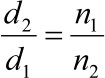 d₂/d₁ = n₁/n₂